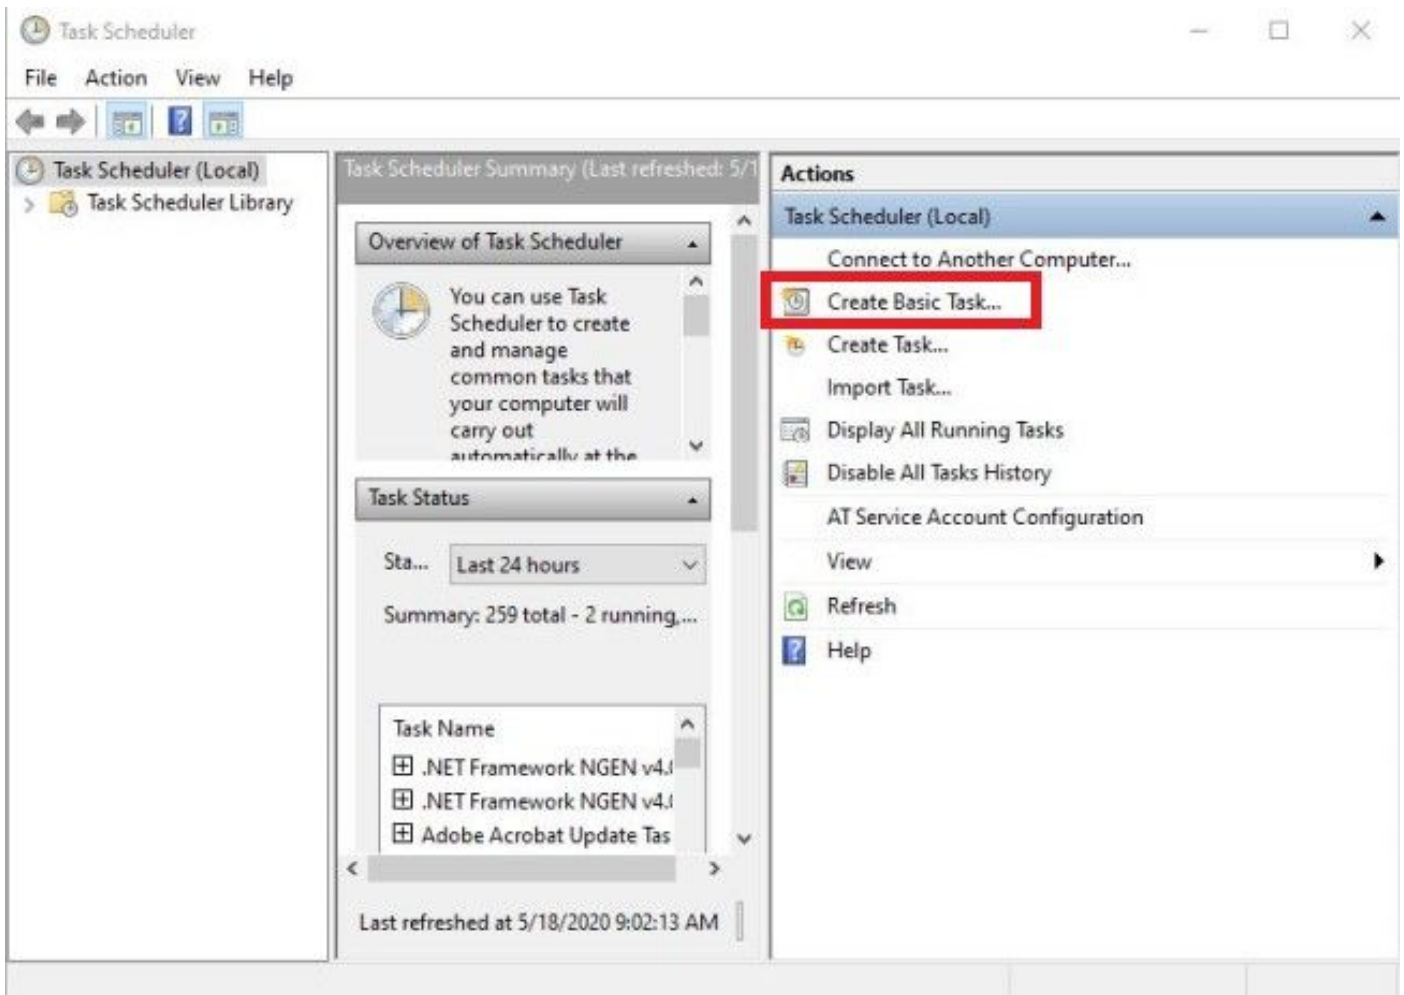 Task Scheduler
File Action View Help
Task Scheduler (Local)
Task Scheduler Library
Task Scheduler Summary (Last refreshed: 5/1
Overview of Task Scheduler
You can use Task
Scheduler to create
and manage
common tasks that
your computer will
carry out
automatically at the
Task Status
Sta... Last 24 hours
Summary: 259 total - 2 running,...
Task Name
.NET Framework NGEN v4.0
.NET Framework NGEN v4.0
Adobe Acrobat Update Tas
Last refreshed at 5/18/2020 9:02:13 AM
Actions
Task Scheduler (Local)
Connect to Another Computer...
Create Basic Task...
Create Task...
Import Task...
Display All Running Tasks
Disable All Tasks History
AT Service Account Configuration
View
Refresh
Help